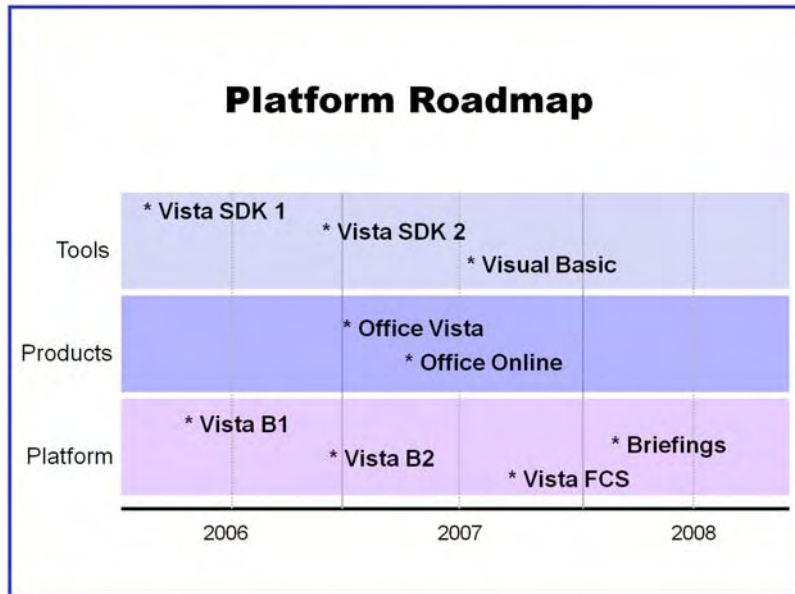 Platform Roadmap
Tools
* Vista SDK 1
* Vista SDK 2
* Visual Basic
Products
* Office Vista
* Office Online
Platform
* Vista B1
* Vista B2
* Briefings
* Vista FCS
2006 2007 2008